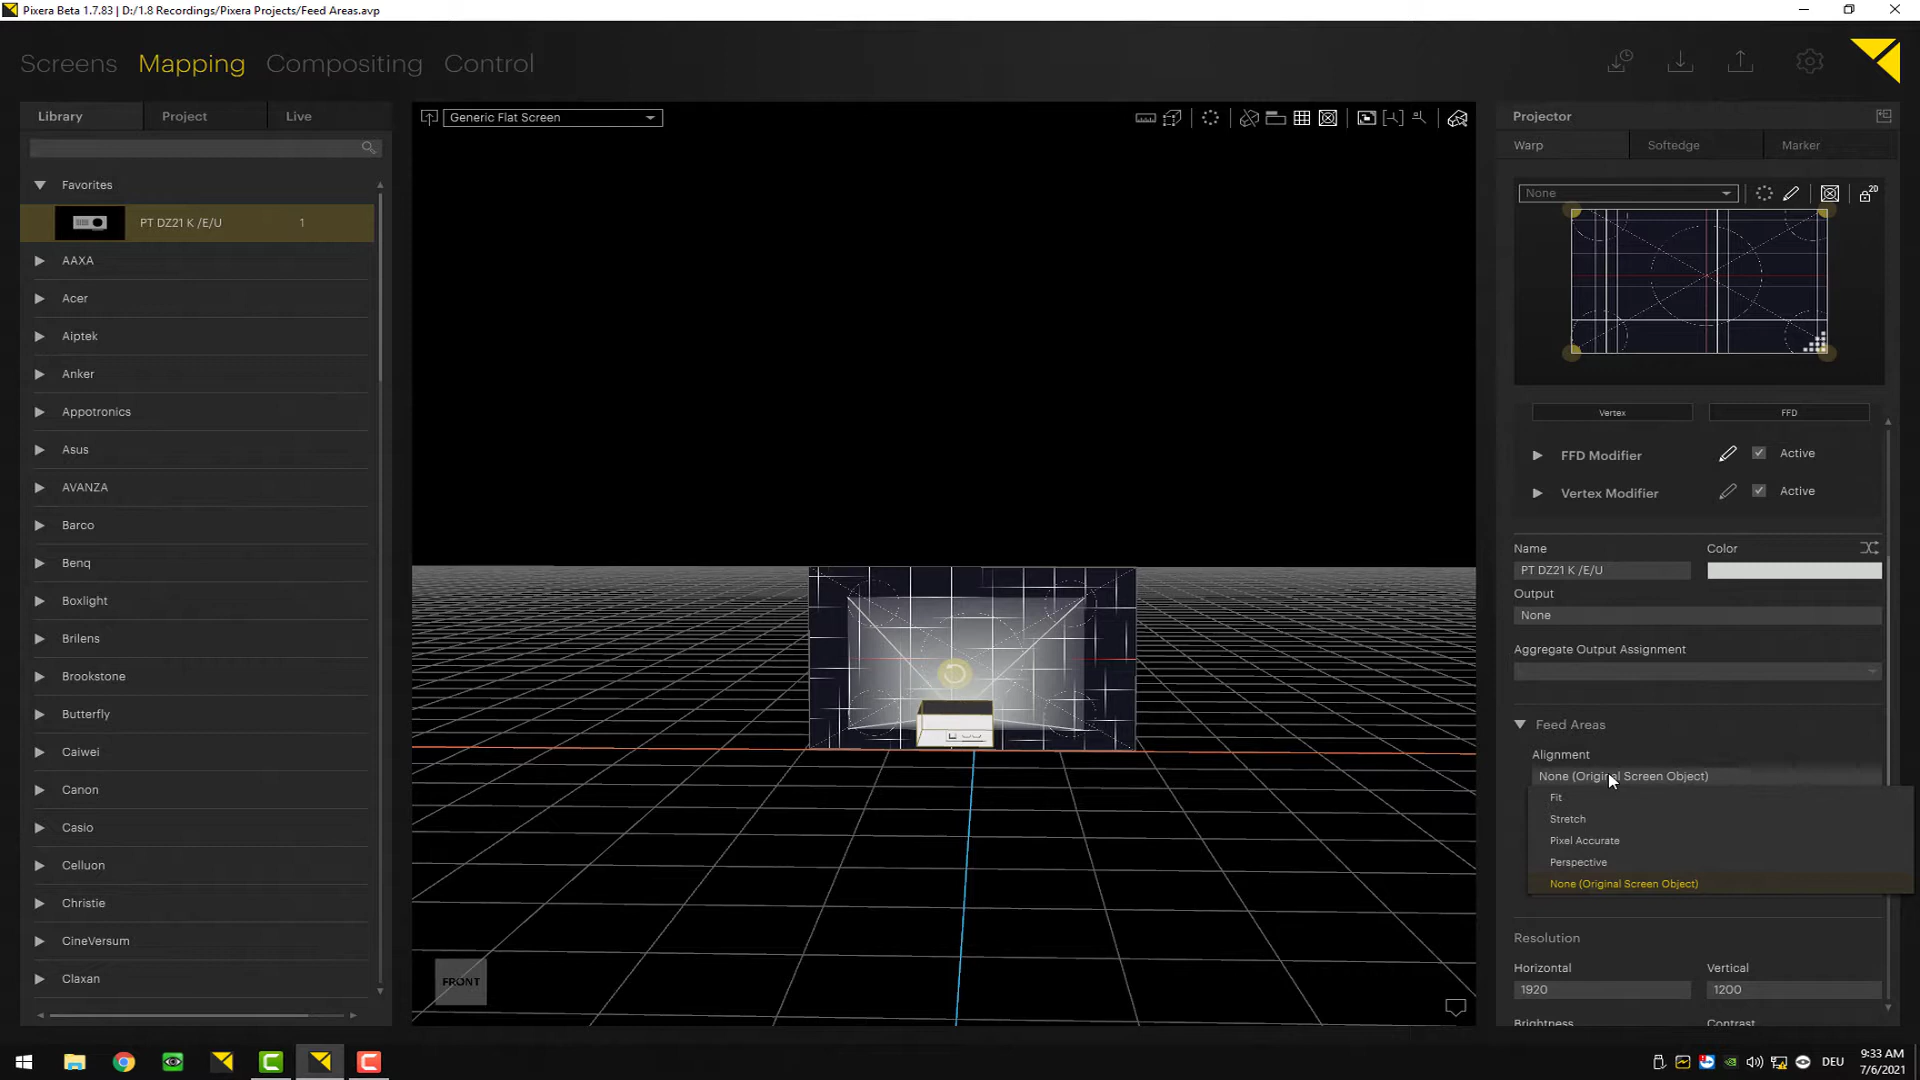 Pixera Beta 1.7.83 | D:/1.8 Recordings/Pixera Projects/Feed Areas.avp
Screens Mapping Compositing Control
Library Project Live
Favorites
PT DZ21 K /E/U 1
AAXA
Acer
Aiptek
Anker
Appotronics
Asus
AVANZA
Barco
Benq
Boxlight
Brilens
Brookstone
Butterfly
Caiwei
Canon
Casio
Celluon
Christie
CineVersum
Claxan
Generic Flat Screen
FRONT
Projector
Warp Softedge Marker
None
2D
Vertex FFD
FFD Modifier Active
Vertex Modifier Active
Name Color
PT DZ21 K /E/U
Output
None
Aggregate Output Assignment
Feed Areas
Alignment
None (Original Screen Object)
Fit
Stretch
Pixel Accurate
Perspective
None (Original Screen Object)
Resolution
Horizontal Vertical
1920 1200
Brightness Contrast
DEU
9:33 AM
7/6/2021